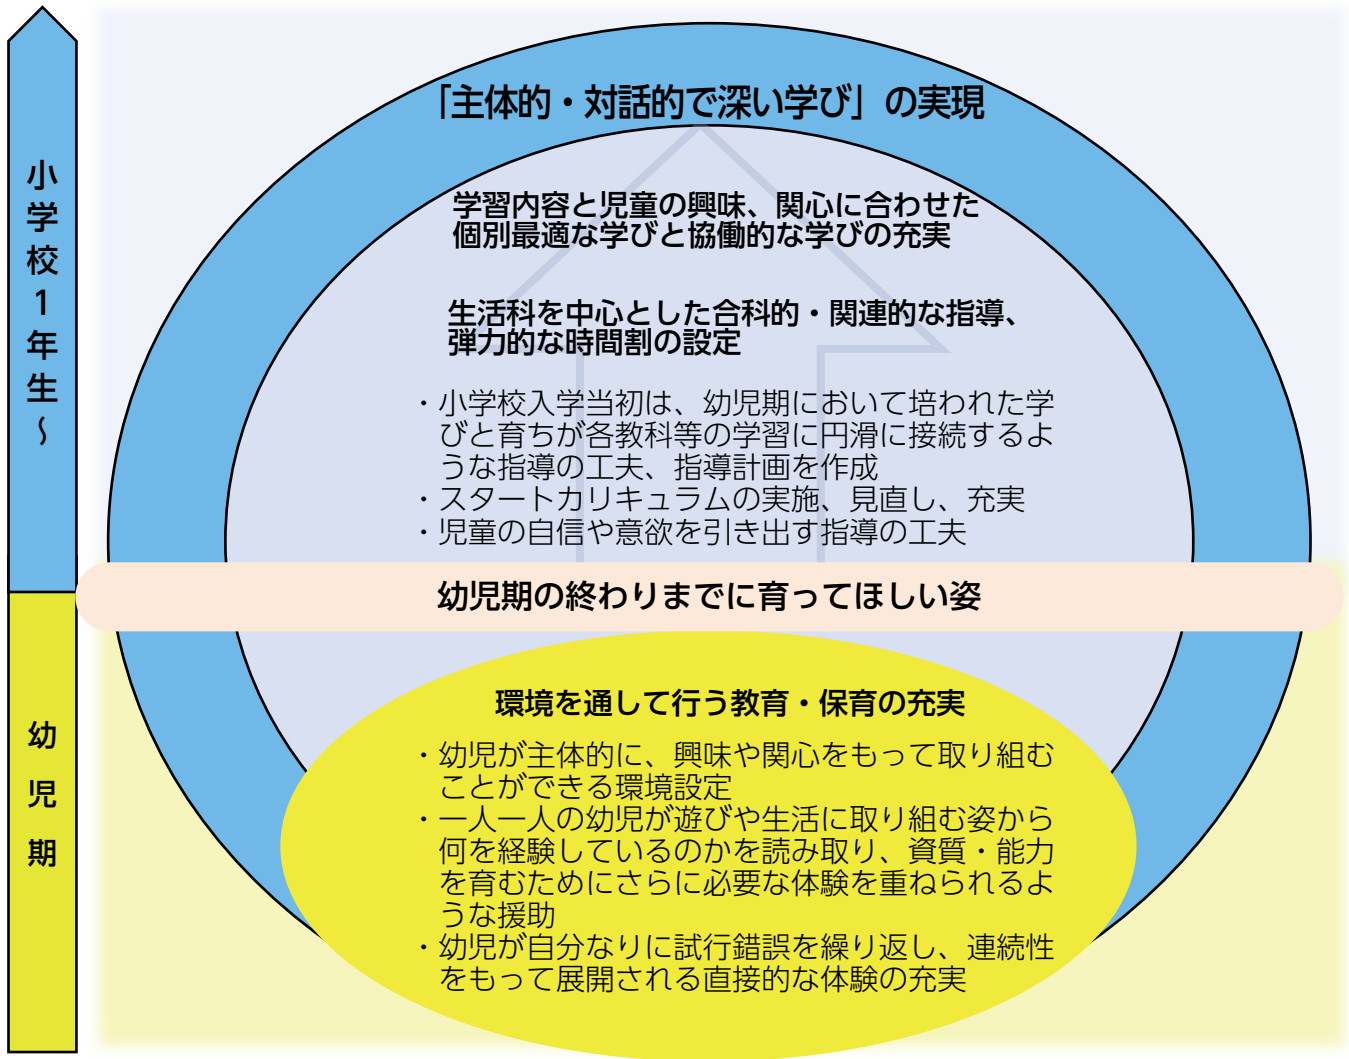 「主体的・対話的で深い学び」の実現
学習内容と児童の興味、関心に合わせた
個別最適な学びと協働的な学びの充実
生活科を中心とした合科的・関連的な指導、
弾力的な時間割の設定
・小学校入学当初は、幼児期において培われた学
びと育ちが各教科等の学習に円滑に接続するよ
うな指導の工夫、指導計画を作成
・スタートカリキュラムの実施、見直し、充実
・児童の自信や意欲を引き出す指導の工夫
小学校1年生〜
幼児期の終わりまでに育ってほしい姿
環境を通して行う教育・保育の充実
・幼児が主体的に、興味や関心をもって取り組む
ことができる環境設定
・一人一人の幼児が遊びや生活に取り組む姿から
何を経験しているのかを読み取り、資質・能力
を育むためにさらに必要な体験を重ねられるよ
うな援助
・幼児が自分なりに試行錯誤を繰り返し、連続性
をもって展開される直接的な体験の充実
幼児期